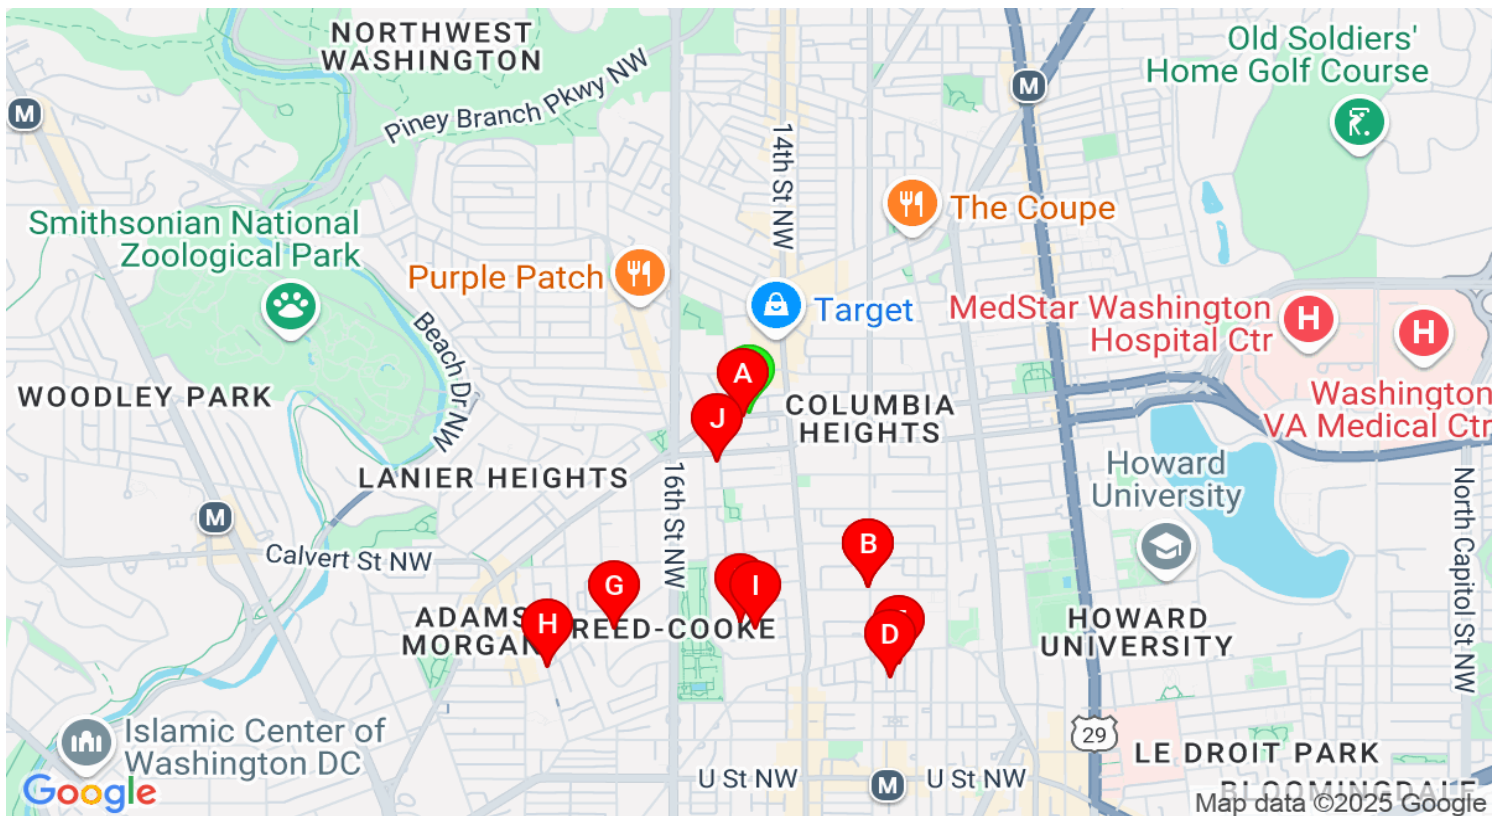 NORTHWEST
WASHINGTON
Old Soldiers'
Home Golf Course
M
M
Piney Branch Pkwy NW
14th St NW
The Coupe
Smithsonian National
Zoological Park
Purple Patch
Target
MedStar Washington
Hospital Ctr
H
H
Beach Dr NW
WOODLEY PARK
A
J
COLUMBIA
HEIGHTS
Washington
VA Medical Ctr
LANIER HEIGHTS
16th St NW
Howard
University
North Capitol St NW
M
Calvert St NW
B
G
I
ADAMS
MORGAN
H
REED-COOKE
D
HOWARD
UNIVERSITY
Islamic Center of
Washington DC
29
LE DROIT PARK
U St NW
M
U St NW
BLOOMINGDALE
Google
Map data ©2025 Google